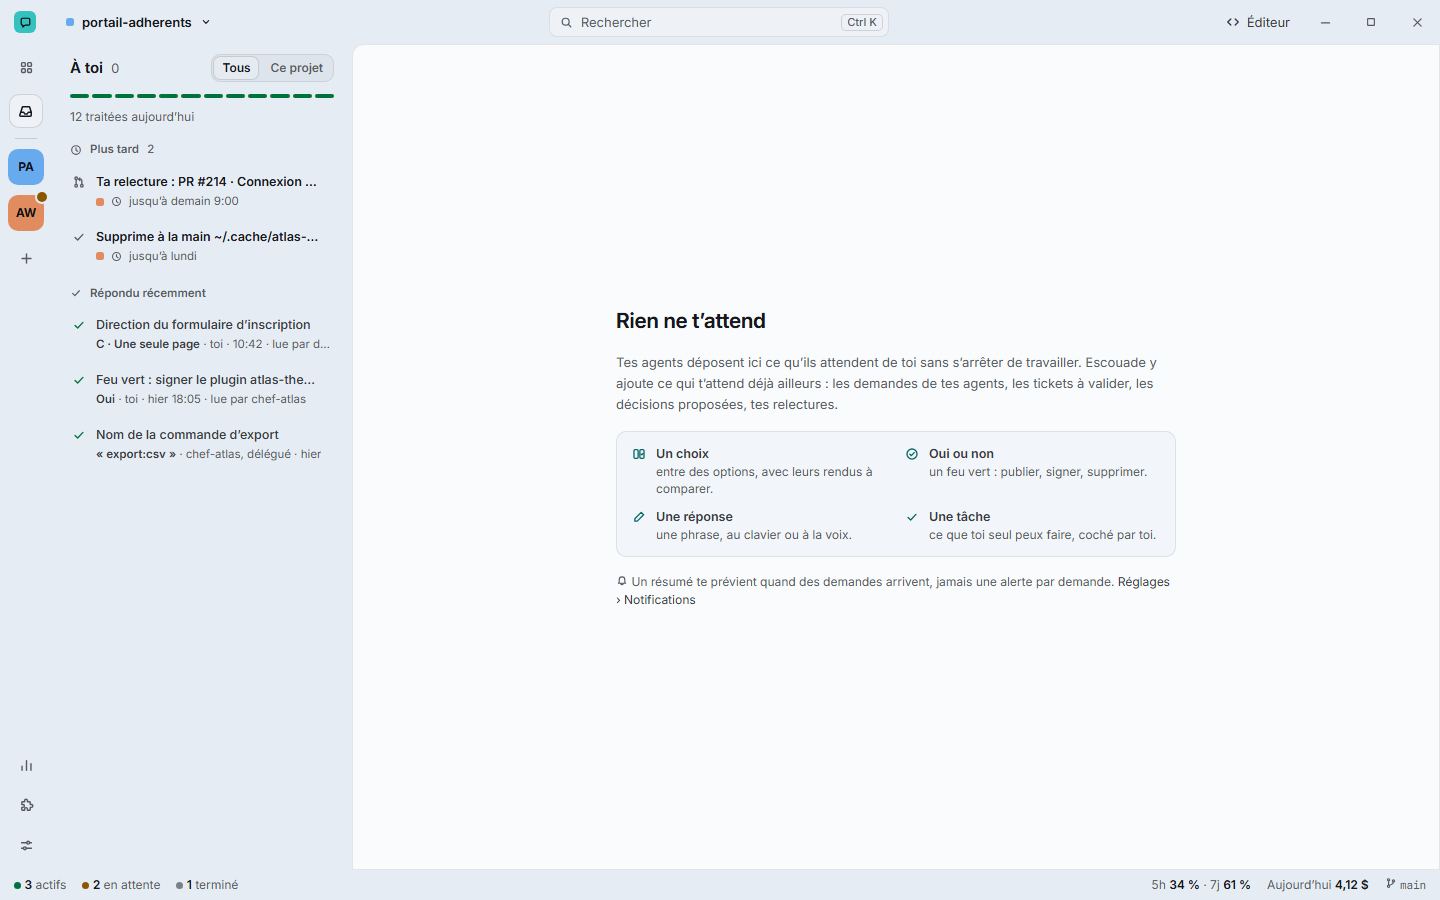 portail-adherents
Rechercher
Ctrl K
Éditeur
À toi 0
Tous
Ce projet
12 traitées aujourd’hui
PA
AW
Plus tard 2
Ta relecture : PR #214 · Connexion ...
jusqu’à demain 9:00
Supprime à la main ~/.cache/atlas-...
jusqu’à lundi
Répondu récemment
Direction du formulaire d’inscription
C · Une seule page · toi · 10:42 · lue par d...
Feu vert : signer le plugin atlas-the...
Oui · toi · hier 18:05 · lue par chef-atlas
Nom de la commande d’export
« export:csv » · chef-atlas, délégué · hier
Rien ne t’attend
Tes agents déposent ici ce qu’ils attendent de toi sans s’arrêter de travailler. Escouade y
ajoute ce qui t’attend déjà ailleurs : les demandes de tes agents, les tickets à valider, les
décisions proposées, tes relectures.
Un choix
entre des options, avec leurs rendus à
comparer.
Oui ou non
un feu vert : publier, signer, supprimer.
Une réponse
une phrase, au clavier ou à la voix.
Une tâche
ce que toi seul peux faire, coché par toi.
Un résumé te prévient quand des demandes arrivent, jamais une alerte par demande. Réglages
› Notifications
3 actifs
2 en attente
1 terminé
5h 34 % · 7j 61 %
Aujourd’hui 4,12 $
main